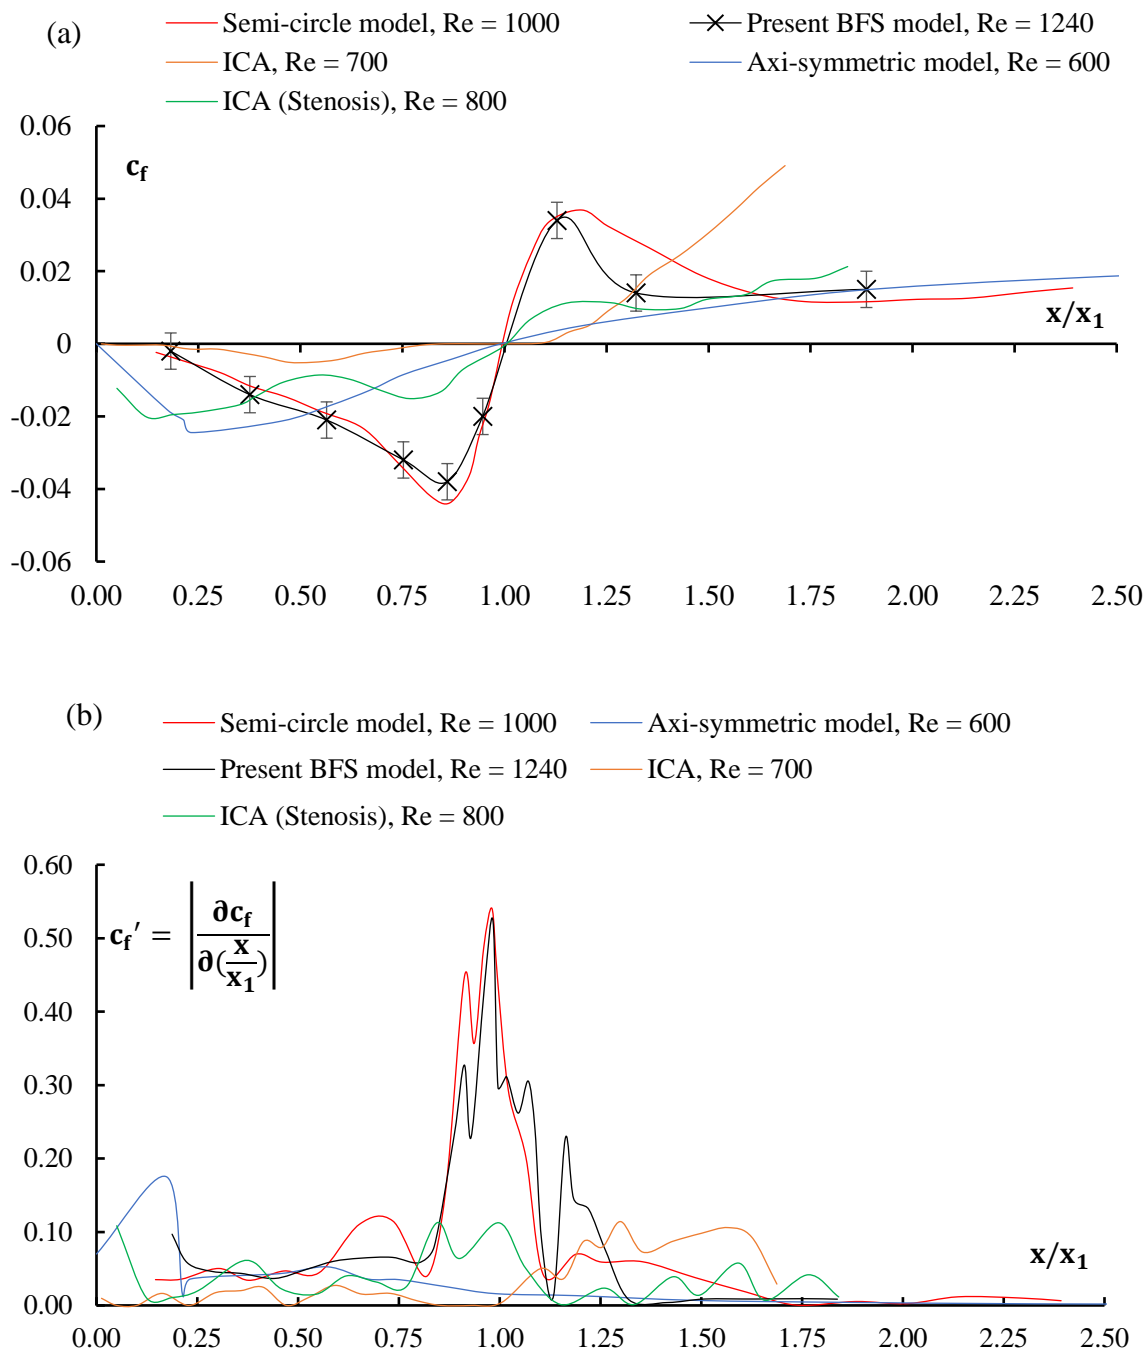 (a)
Semi-circle model, Re = 1000
Present BFS model, Re = 1240
ICA, Re = 700
Axi-symmetric model, Re = 600
ICA (Stenosis), Re = 800
0.06
0.04
0.02
0
-0.02
-0.04
-0.06
c_f
x/x_1
0.00 0.25 0.50 0.75 1.00 1.25 1.50 1.75 2.00 2.25 2.50
(b)
Semi-circle model, Re = 1000
Axi-symmetric model, Re = 600
Present BFS model, Re = 1240
ICA, Re = 700
ICA (Stenosis), Re = 800
0.60
0.50
0.40
0.30
0.20
0.10
0.00
c_f′ = |∂c_f / ∂(x/x_1)|
x/x_1
0.00 0.25 0.50 0.75 1.00 1.25 1.50 1.75 2.00 2.25 2.50